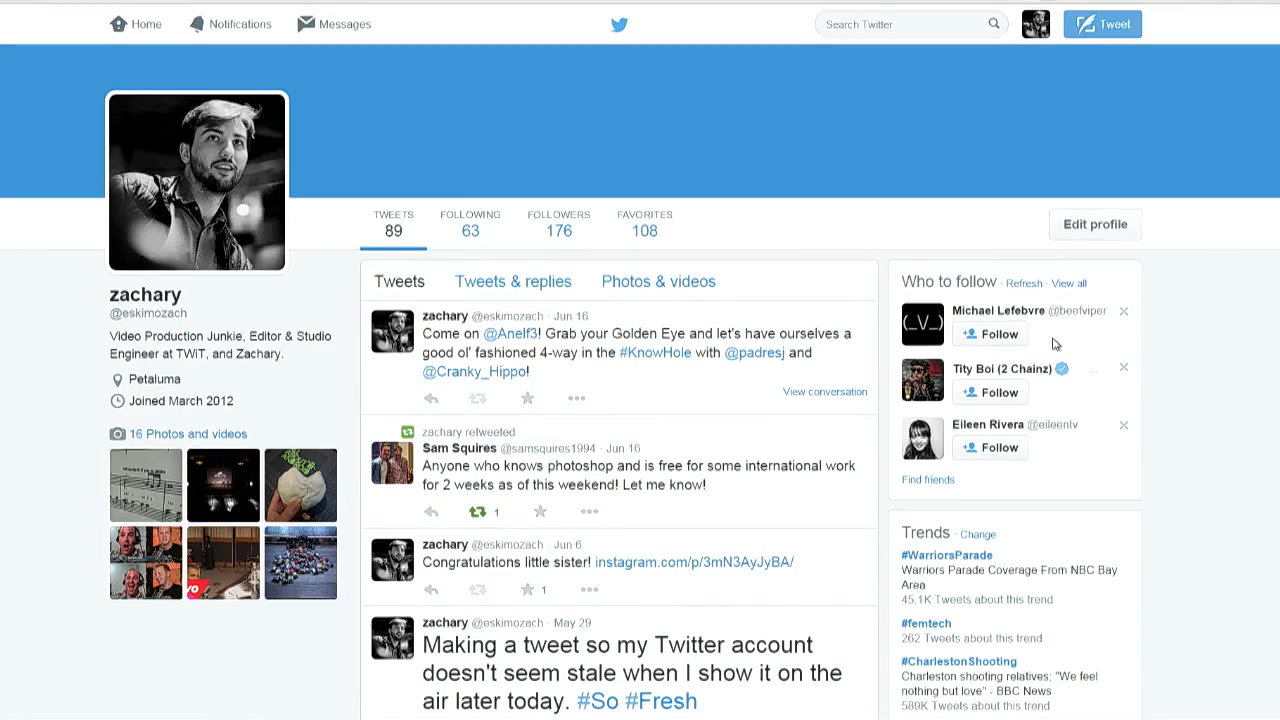 Home
Notifications
Messages
Search Twitter
Tweet
TWEETS
89
FOLLOWING
63
FOLLOWERS
176
FAVORITES
108
Edit profile
zachary
@eskimozach
Video Production Junkie, Editor & Studio
Engineer at TWiT, and Zachary.
Petaluma
Joined March 2012
16 Photos and videos
Tweets
Tweets & replies
Photos & videos
zachary @eskimozach · Jun 16
Come on @Anelf3! Grab your Golden Eye and let's have ourselves a
good ol' fashioned 4-way in the #KnowHole with @padresj and
@Cranky_Hippo!
View conversation
zachary retweeted
Sam Squires @samsquires1994 · Jun 16
Anyone who knows photoshop and is free for some international work
for 2 weeks as of this weekend! Let me know!
1
zachary @eskimozach · Jun 6
Congratulations little sister! instagram.com/p/3mN3AyJyBA/
1
zachary @eskimozach · May 29
Making a tweet so my Twitter account
doesn't seem stale when I show it on the
air later today. #So #Fresh
Who to follow · Refresh · View all
(_V_)
Michael Lefebvre @beefviper
Follow
Tity Boi (2 Chainz) ...
Follow
Eileen Rivera @eileentv
Follow
Find friends
Trends · Change
#WarriorsParade
Warriors Parade Coverage From NBC Bay
Area
45.1K Tweets about this trend
#femtech
262 Tweets about this trend
#CharlestonShooting
Charleston shooting relatives: "We feel
nothing but love" - BBC News
589K Tweets about this trend